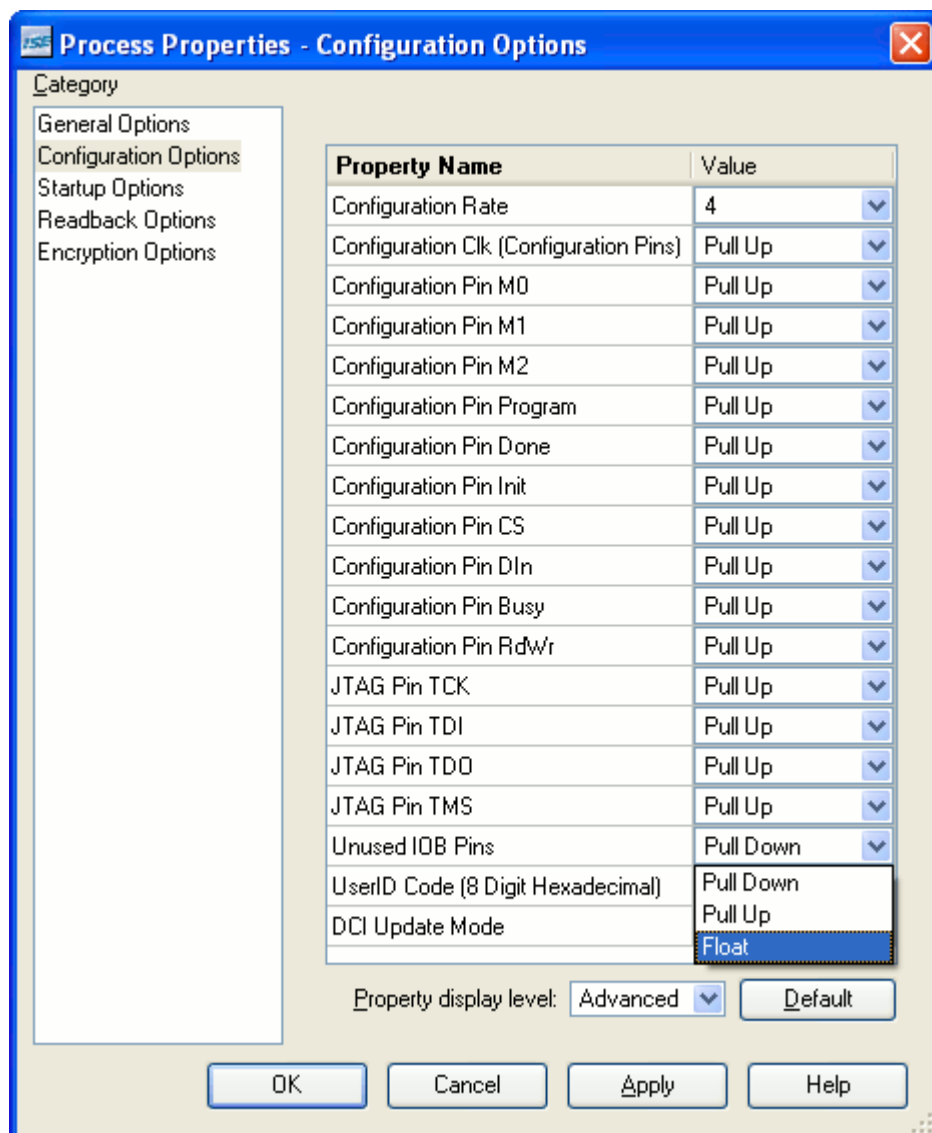 ISE Process Properties - Configuration Options
Category
General Options
Configuration Options
Startup Options
Readback Options
Encryption Options
Property Name Value
Configuration Rate 4
Configuration Clk (Configuration Pins) Pull Up
Configuration Pin M0 Pull Up
Configuration Pin M1 Pull Up
Configuration Pin M2 Pull Up
Configuration Pin Program Pull Up
Configuration Pin Done Pull Up
Configuration Pin Init Pull Up
Configuration Pin CS Pull Up
Configuration Pin DIn Pull Up
Configuration Pin Busy Pull Up
Configuration Pin RdWr Pull Up
JTAG Pin TCK Pull Up
JTAG Pin TDI Pull Up
JTAG Pin TDO Pull Up
JTAG Pin TMS Pull Up
Unused IOB Pins Pull Down
UserID Code (8 Digit Hexadecimal) Pull Down
Pull Up
DCI Update Mode Float
Property display level: Advanced Default
OK Cancel Apply Help